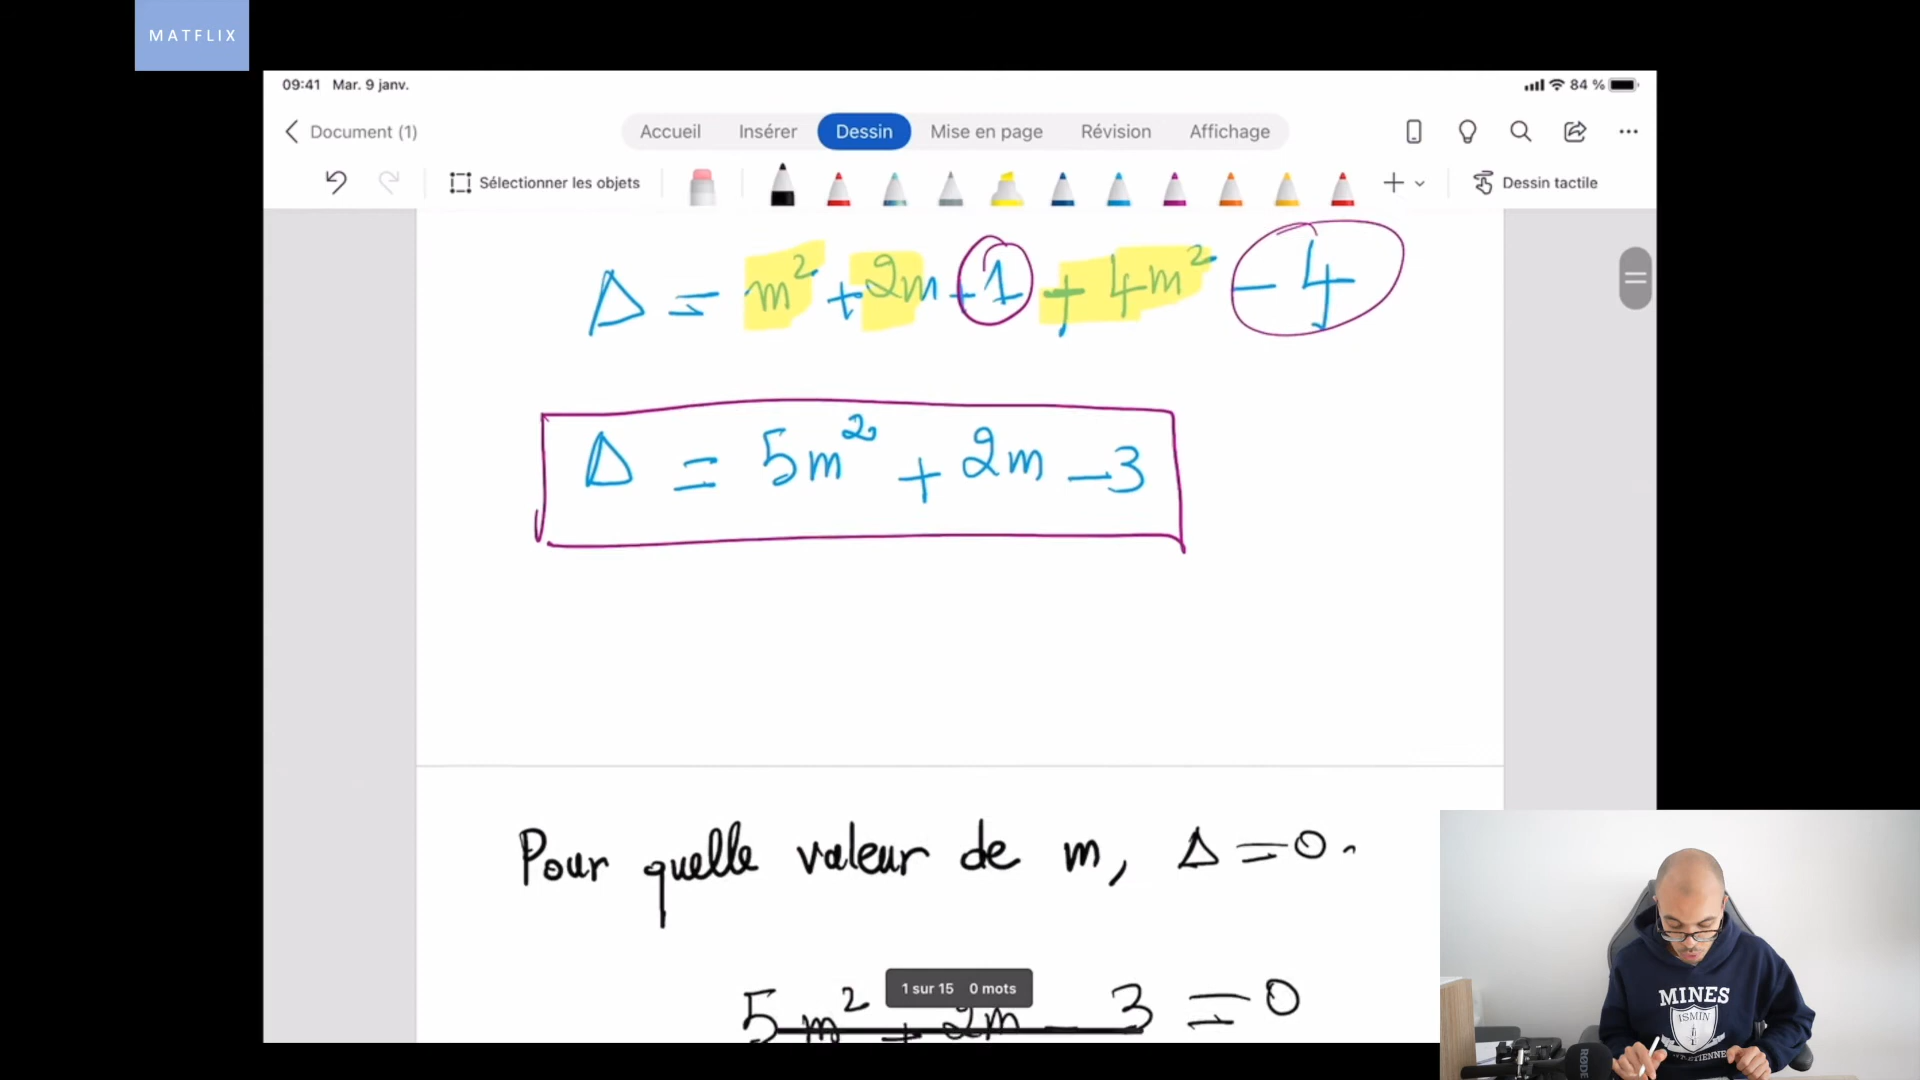 MATFLIX
09:41 Mar. 9 janv.
84 %
Document (1)
Accueil Insérer Dessin Mise en page Révision Affichage
Sélectionner les objets
Dessin tactile
Δ = m² + 2m + 1 + 4m² - 4
Δ = 5m² + 2m - 3
Pour quelle valeur de m, Δ = 0.
5m² + 2m - 3 = 0
1 sur 15 0 mots
MINES
ISMIN
RØDE